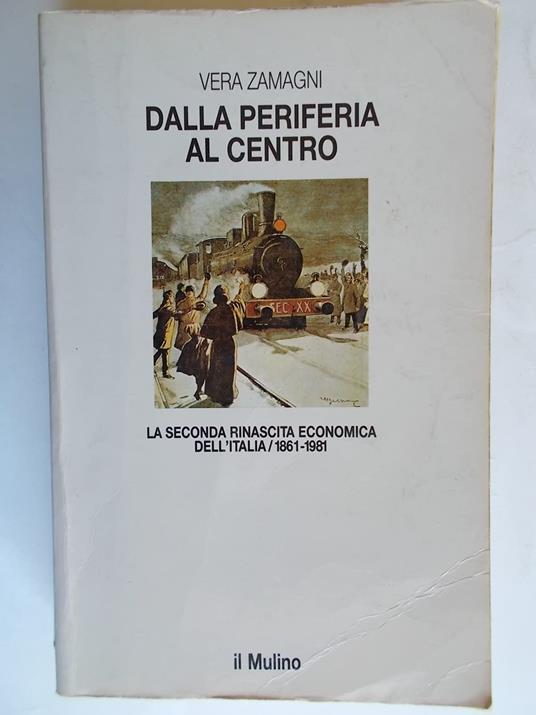 VERA ZAMAGNI
DALLA PERIFERIA
AL CENTRO
SEC · XX
LA SECONDA RINASCITA ECONOMICA
DELL'ITALIA/1861-1981
il Mulino